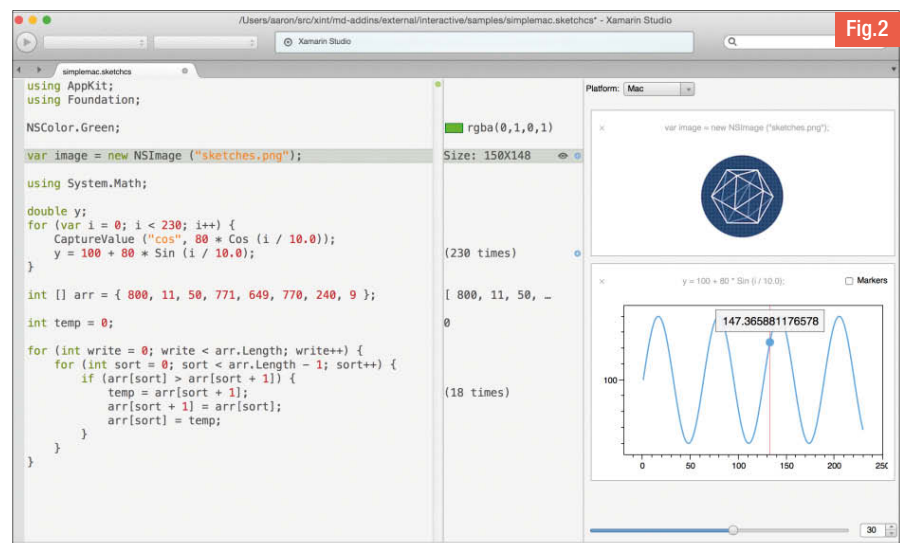 /Users/aaron/src/xint/md-addins/external/interactive/samples/simplemac.sketchcs* - Xamarin Studio
Fig.2
Xamarin Studio
simplemac.sketchcs
using AppKit;
using Foundation;
NSColor.Green;
rgba(0,1,0,1)
var image = new NSImage ("sketches.png");
Size: 150X148
using System.Math;
double y;
for (var i = 0; i < 230; i++) {
CaptureValue ("cos", 80 * Cos (i / 10.0));
y = 100 + 80 * Sin (i / 10.0);
(230 times)
}
int [] arr = { 800, 11, 50, 771, 649, 770, 240, 9 };
[ 800, 11, 50, …
int temp = 0;
0
for (int write = 0; write < arr.Length; write++) {
for (int sort = 0; sort < arr.Length - 1; sort++) {
if (arr[sort] > arr[sort + 1]) {
temp = arr[sort + 1];
(18 times)
arr[sort + 1] = arr[sort];
arr[sort] = temp;
}
}
}
Platform: Mac
× var image = new NSImage ("sketches.png");
× y = 100 + 80 * Sin (i / 10.0);
Markers
147.365881176578
100
0 50 100 150 200 250
30